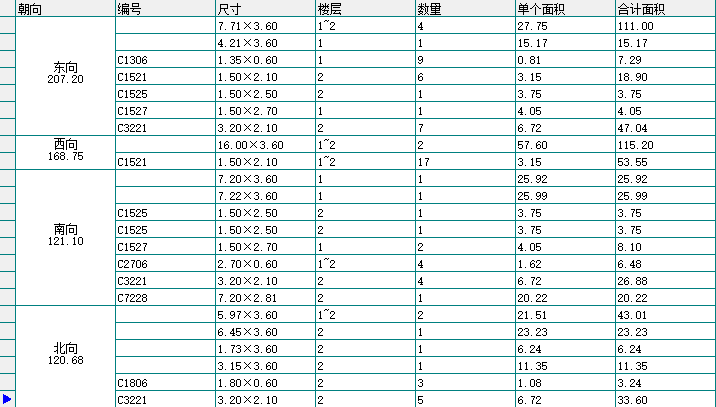 朝向 编号 尺寸 楼层 数量 单个面积 合计面积
7.71×3.60 1~2 4 27.75 111.00
4.21×3.60 1 1 15.17 15.17
C1306 1.35×0.60 1 9 0.81 7.29
东向
207.20
C1521 1.50×2.10 2 6 3.15 18.90
C1525 1.50×2.50 2 1 3.75 3.75
C1527 1.50×2.70 1 1 4.05 4.05
C3221 3.20×2.10 2 7 6.72 47.04
西向
168.75
16.00×3.60 1~2 2 57.60 115.20
C1521 1.50×2.10 1~2 17 3.15 53.55
7.20×3.60 1 1 25.92 25.92
7.22×3.60 1 1 25.99 25.99
C1525 1.50×2.50 2 1 3.75 3.75
南向
121.10
C1525 1.50×2.50 2 1 3.75 3.75
C1527 1.50×2.70 1 2 4.05 8.10
C2706 2.70×0.60 1~2 4 1.62 6.48
C3221 3.20×2.10 2 4 6.72 26.88
C7228 7.20×2.81 2 1 20.22 20.22
5.97×3.60 1~2 2 21.51 43.01
6.45×3.60 2 1 23.23 23.23
北向
120.68
1.73×3.60 2 1 6.24 6.24
3.15×3.60 2 1 11.35 11.35
C1806 1.80×0.60 2 3 1.08 3.24
C3221 3.20×2.10 2 5 6.72 33.60